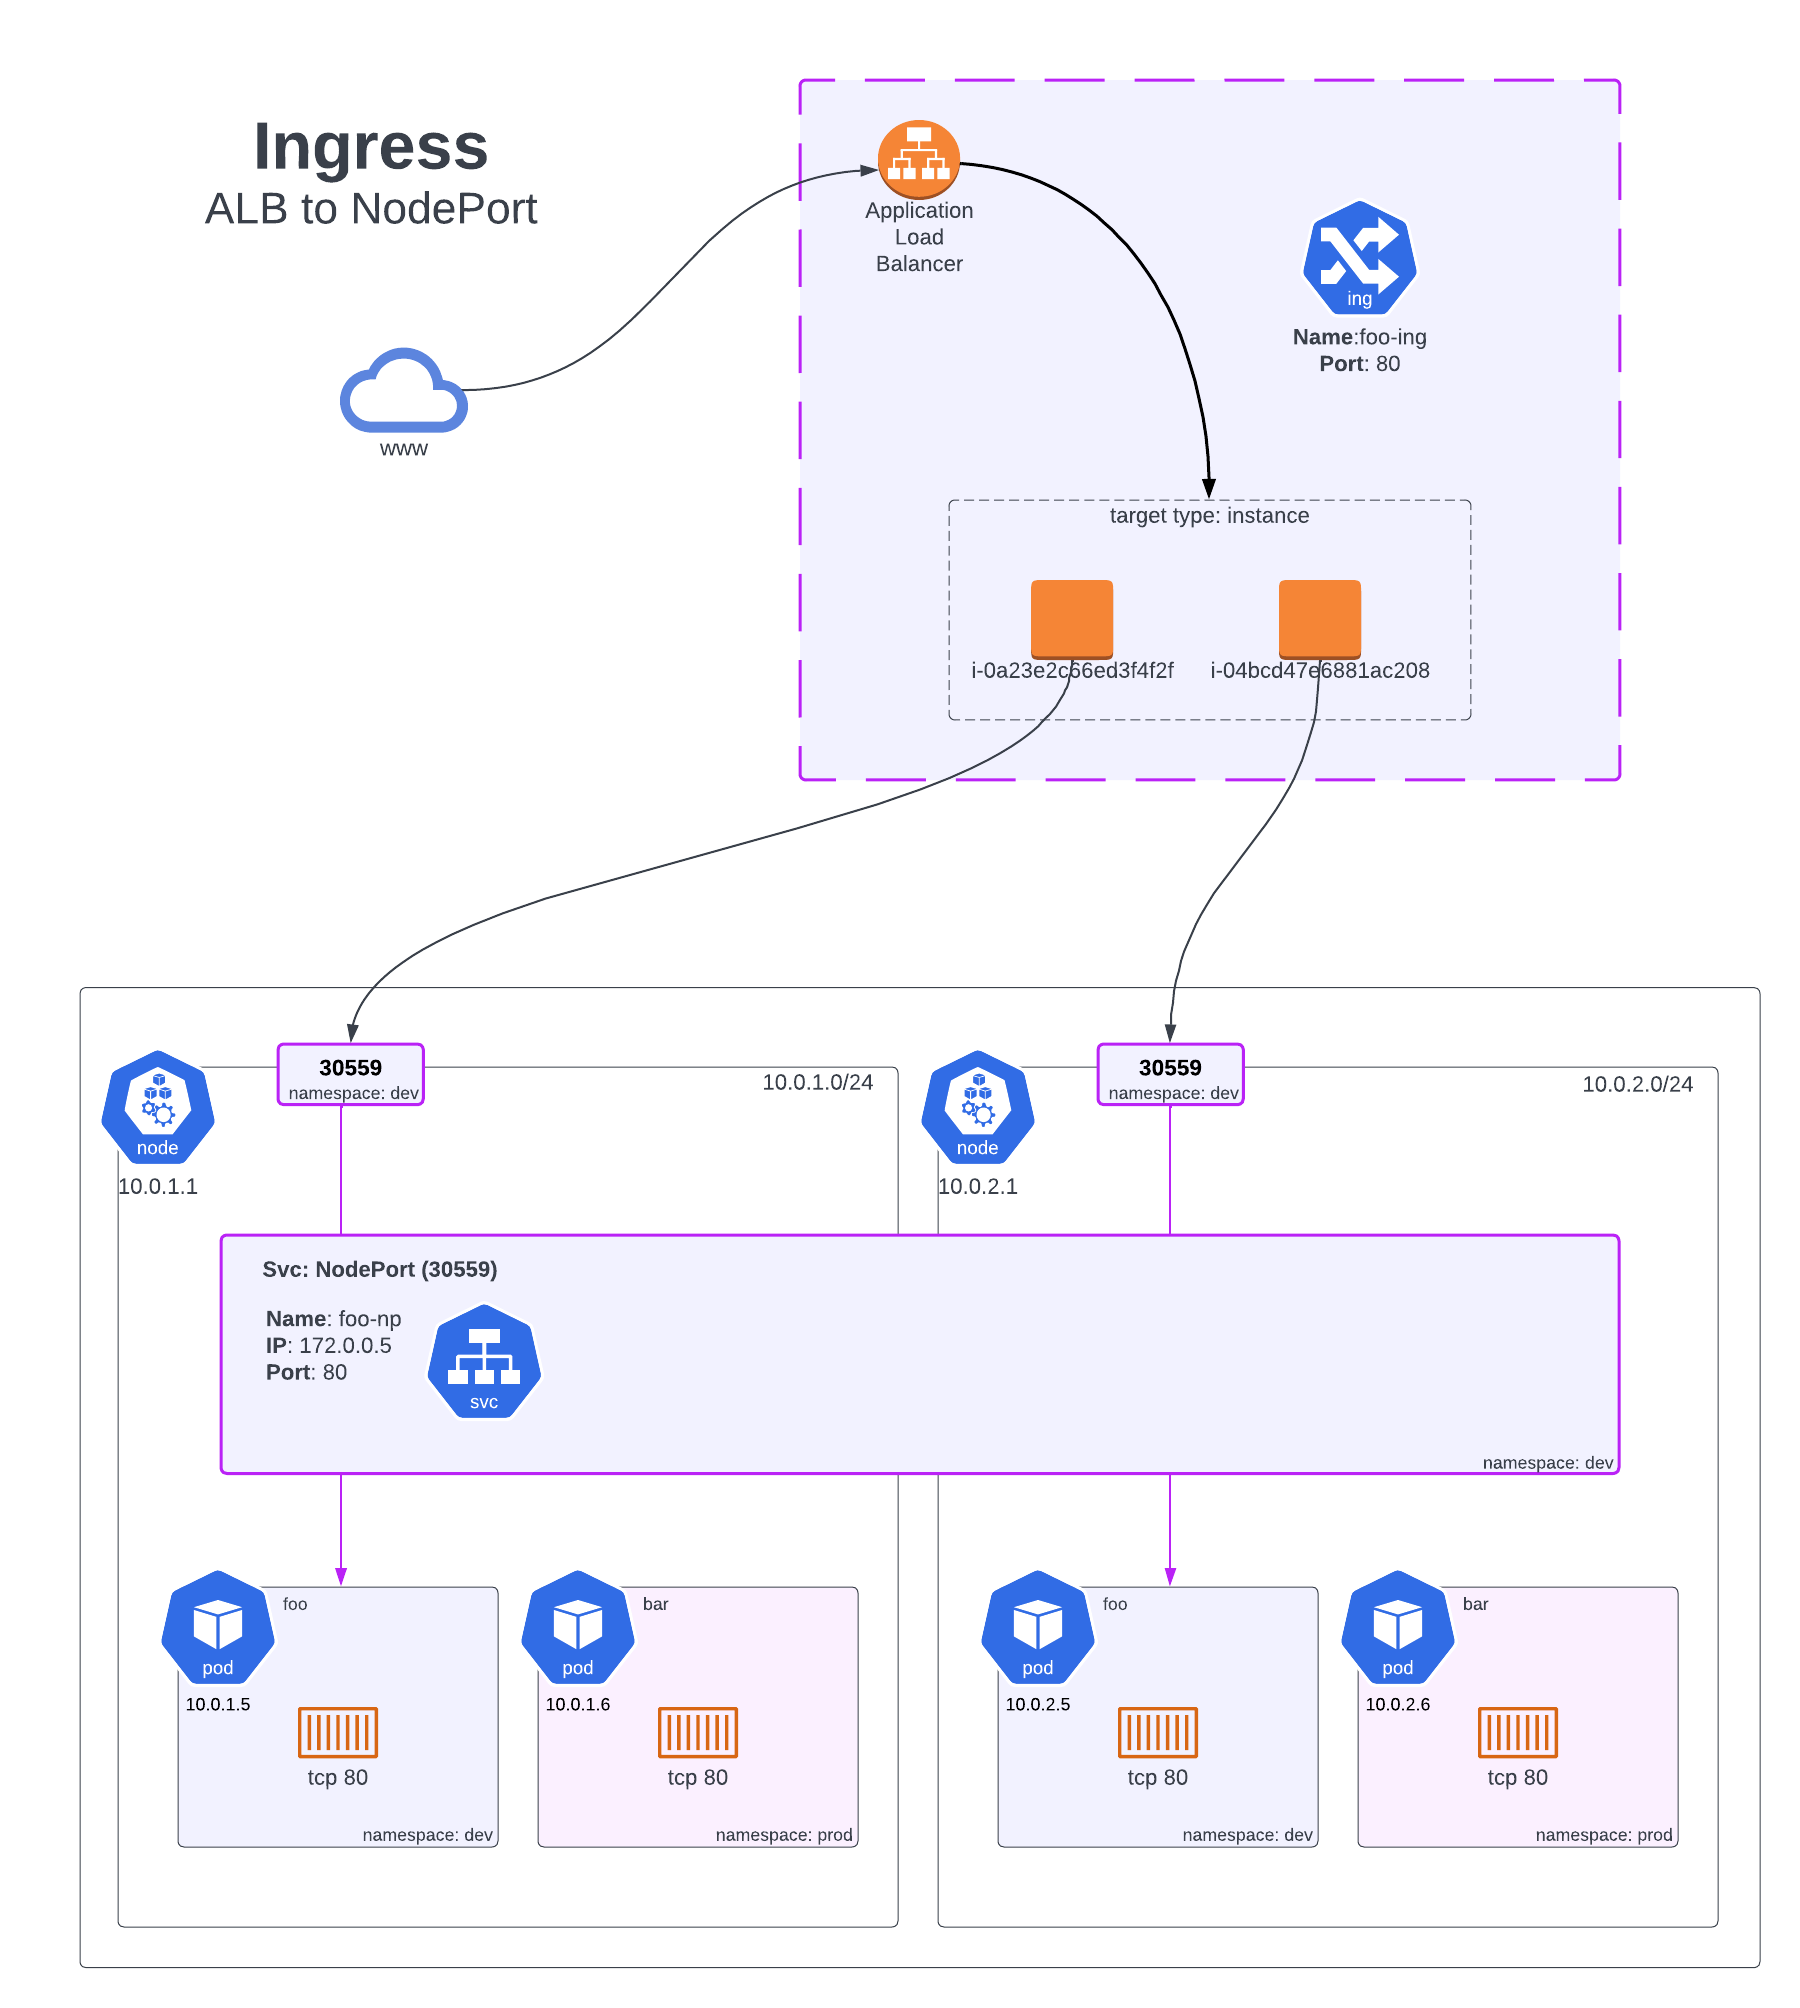 Ingress
ALB to NodePort
www
Application
Load
Balancer
ing
Name:foo-ing
Port: 80
target type: instance
i-0a23e2c66ed3f4f2f
i-04bcd47e6881ac208
30559
namespace: dev
10.0.1.0/24
node
10.0.1.1
30559
namespace: dev
10.0.2.0/24
node
10.0.2.1
Svc: NodePort (30559)
Name: foo-np
IP: 172.0.0.5
Port: 80
svc
namespace: dev
foo
pod
10.0.1.5
tcp 80
namespace: dev
bar
pod
10.0.1.6
tcp 80
namespace: prod
foo
pod
10.0.2.5
tcp 80
namespace: dev
bar
pod
10.0.2.6
tcp 80
namespace: prod